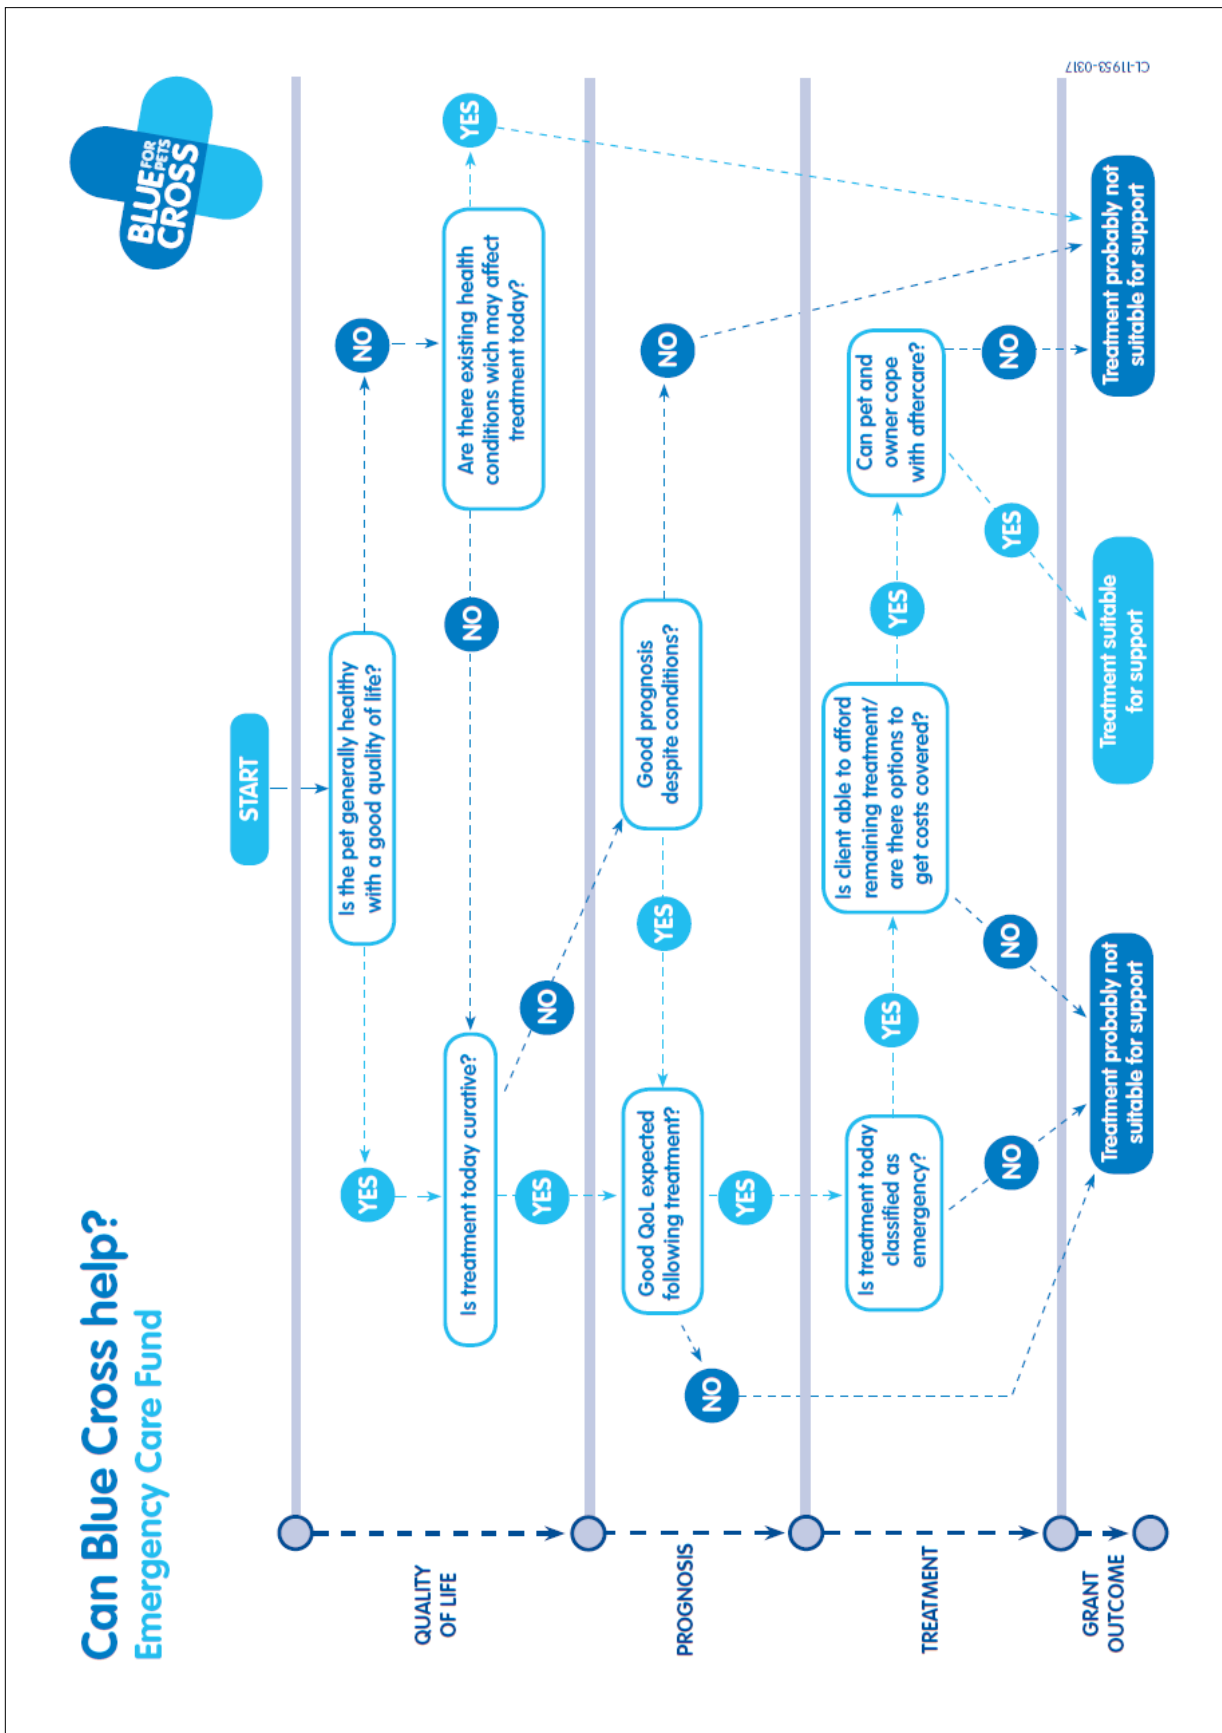 Can Blue Cross help?
Emergency Care Fund
BLUE FOR PETS
CROSS
START
QUALITY
OF LIFE
Is the pet generally healthy
with a good quality of life?
YES
NO
Is treatment today curative?
NO
Are there existing health
conditions wich may affect
treatment today?
YES
YES
NO
PROGNOSIS
Good QoL expected
following treatment?
YES
Good prognosis
despite conditions?
NO
NO
YES
TREATMENT
Is treatment today
classified as
emergency?
YES
Is client able to afford
remaining treatment/
are there options to
get costs covered?
YES
Can pet and
owner cope
with aftercare?
NO
NO
YES
NO
GRANT
OUTCOME
Treatment probably not
suitable for support
Treatment suitable
for support
Treatment probably not
suitable for support
CL-11953-0317